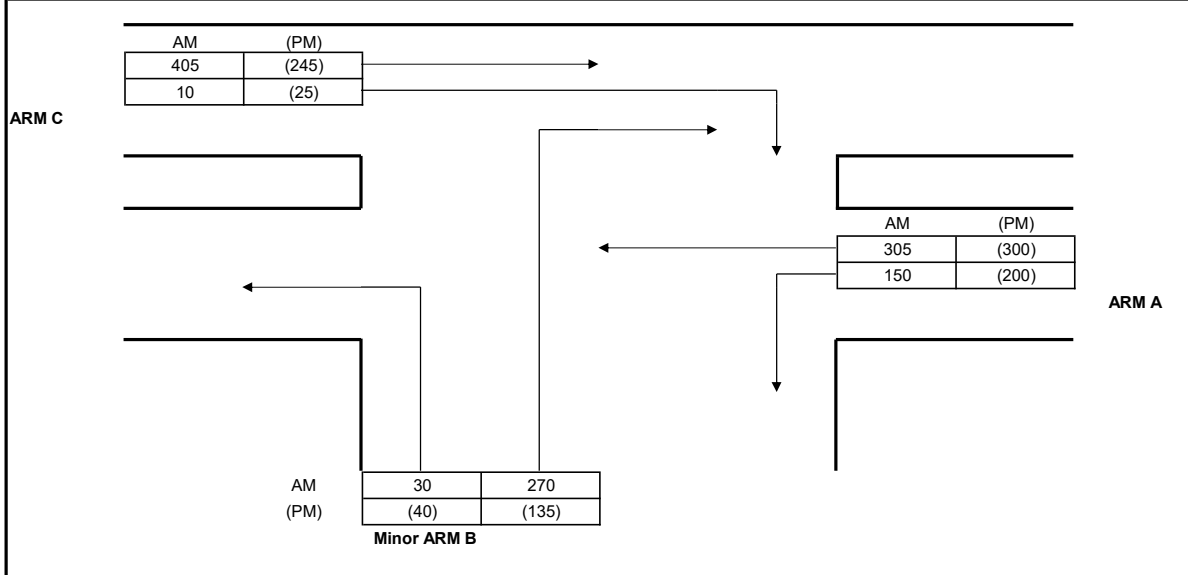 AM (PM)
405 (245)
10 (25)
ARM C
AM (PM)
305 (300)
150 (200)
ARM A
AM 30 270
(PM) (40) (135)
Minor ARM B